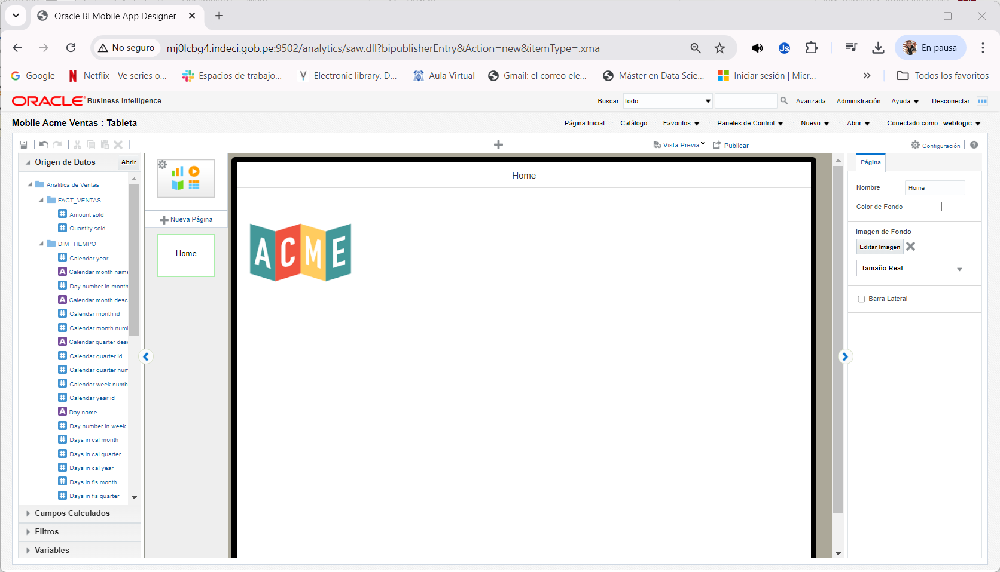 Oracle BI Mobile App Designer
No seguro
mj0lcbg4.indeci.gob.pe:9502/analytics/saw.dll?bipublisherEntry&Action=new&itemType=.xma
Js
En pausa
Google
Netflix - Ve series o...
Espacios de trabajo...
Electronic library. D...
Aula Virtual
Gmail: el correo ele...
Máster en Data Scie...
Iniciar sesión | Micr...
Todos los favoritos
ORACLE Business Intelligence
Buscar
Todo
Avanzada
Administración
Ayuda
Desconectar
Mobile Acme Ventas : Tableta
Página Inicial
Catálogo
Favoritos
Paneles de Control
Nuevo
Abrir
Conectado como weblogic
Vista Previa
Publicar
Configuración
Origen de Datos
Abrir
Analitica de Ventas
FACT_VENTAS
Amount sold
Quantity sold
DIM_TIEMPO
Calendar year
Calendar month name
Day number in month
Calendar month desc
Calendar month id
Calendar month num
Calendar quarter des
Calendar quarter id
Calendar quarter num
Calendar week numb
Calendar year id
Day name
Day number in week
Days in cal month
Days in cal quarter
Days in cal year
Days in fis month
Days in fis quarter
Campos Calculados
Filtros
Variables
Nueva Página
Home
Home
ACME
Página
Nombre
Home
Color de Fondo
Imagen de Fondo
Editar Imagen
Tamaño Real
Barra Lateral